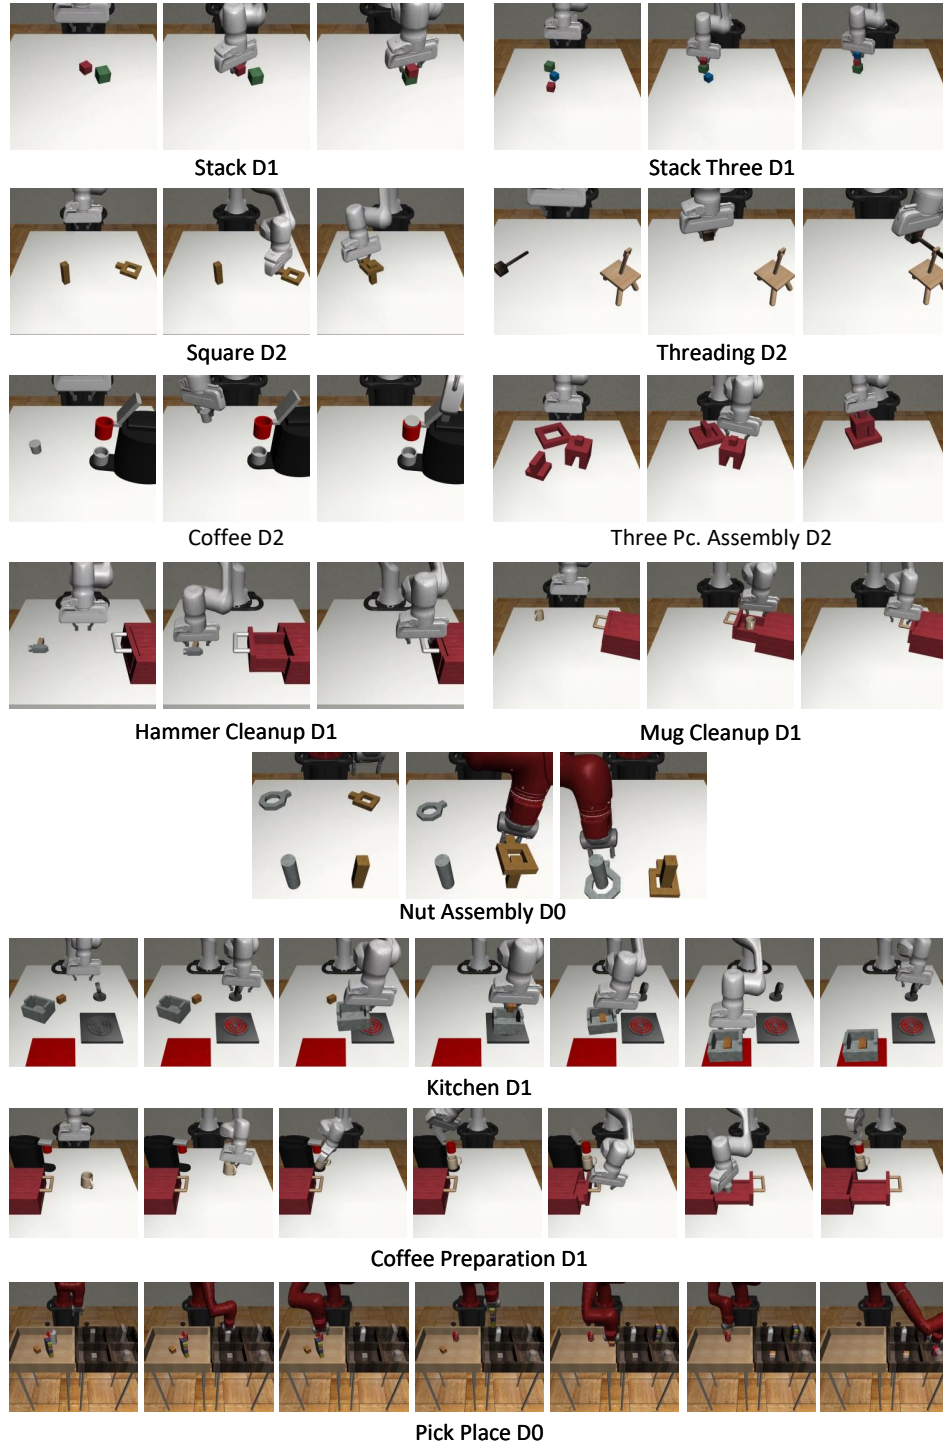 Stack D1
Stack Three D1
Square D2
Threading D2
Coffee D2
Three Pc. Assembly D2
Hammer Cleanup D1
Mug Cleanup D1
Nut Assembly D0
Kitchen D1
Coffee Preparation D1
Pick Place D0